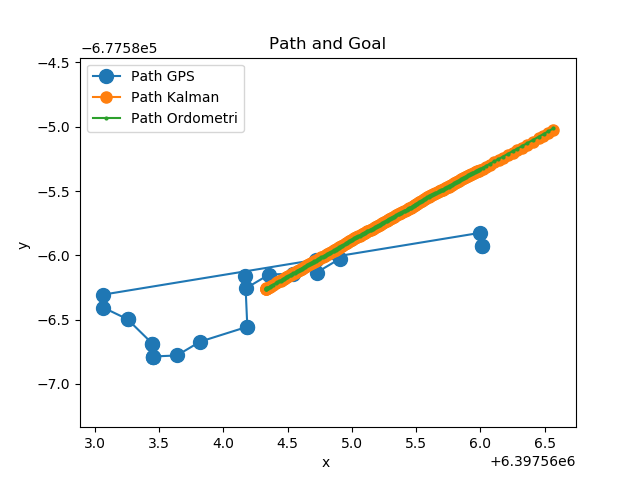 Path and Goal
−6.7758e5
Path GPS
Path Kalman
Path Ordometri
−4.5
−5.0
−5.5
−6.0
−6.5
−7.0
y
3.0 3.5 4.0 4.5 5.0 5.5 6.0 6.5
x
+6.39756e6